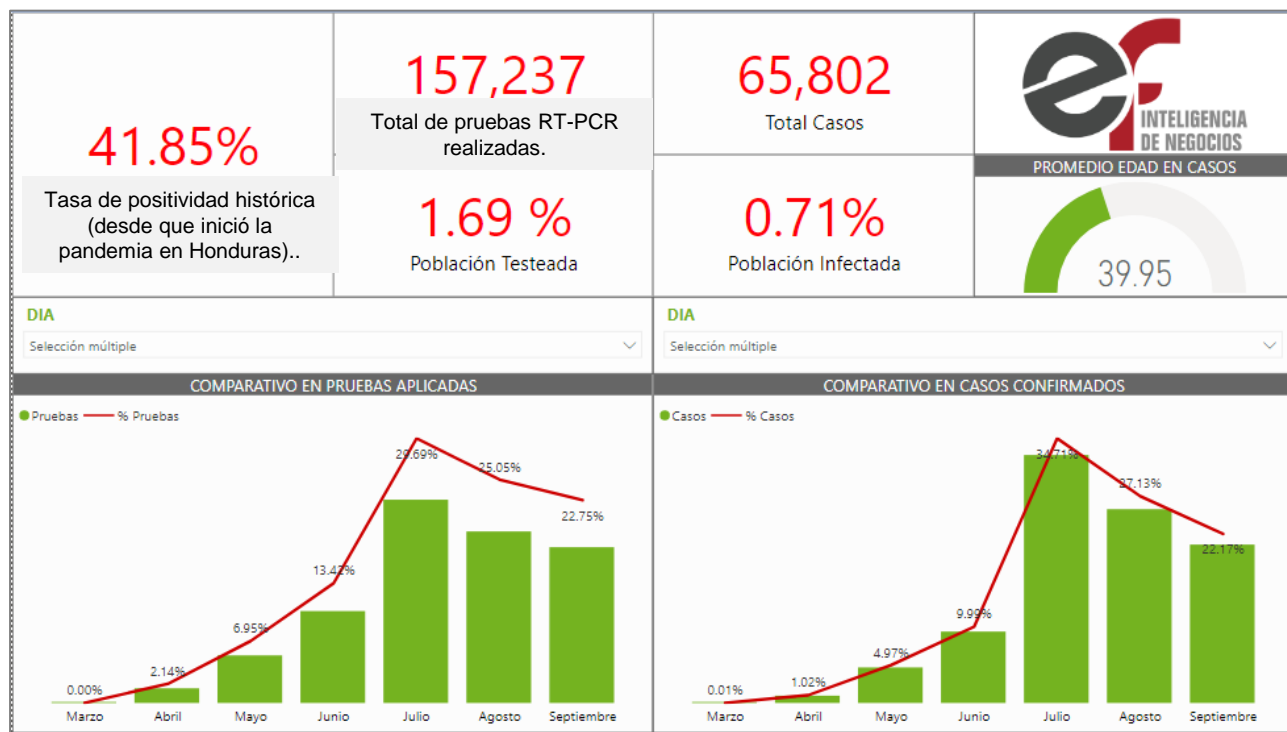 41.85%
Tasa de positividad histórica
(desde que inició la
pandemia en Honduras)..
157,237
Total de pruebas RT-PCR
realizadas.
65,802
Total Casos
ef
INTELIGENCIA
DE NEGOCIOS
1.69 %
Población Testeada
0.71%
Población Infectada
PROMEDIO EDAD EN CASOS
39.95
DIA
Selección múltiple
DIA
Selección múltiple
COMPARATIVO EN PRUEBAS APLICADAS
Pruebas % Pruebas
0.00%
2.14%
6.95%
13.42%
29.69%
25.05%
22.75%
Marzo Abril Mayo Junio Julio Agosto Septiembre
COMPARATIVO EN CASOS CONFIRMADOS
Casos % Casos
0.01%
1.02%
4.97%
9.99%
34.71%
27.13%
22.17%
Marzo Abril Mayo Junio Julio Agosto Septiembre